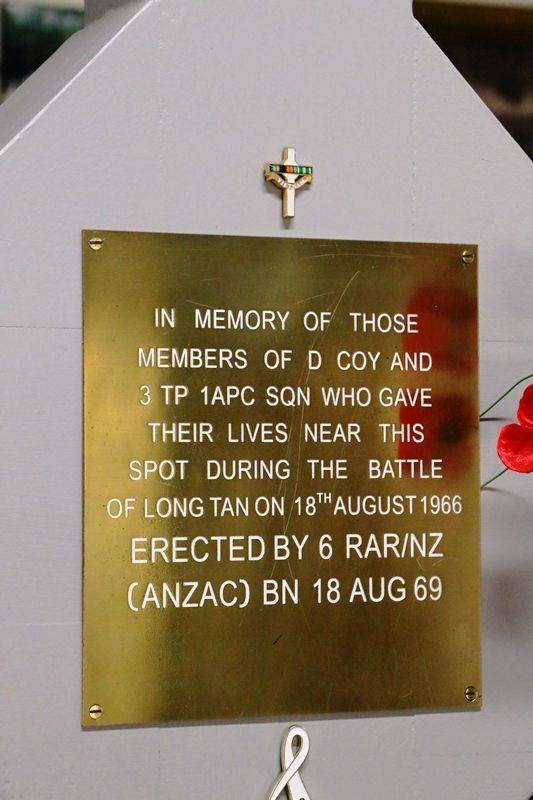 IN MEMORY OF THOSE
MEMBERS OF D COY AND
3 TP 1APC SQN WHO GAVE
THEIR LIVES NEAR THIS
SPOT DURING THE BATTLE
OF LONG TAN ON 18TH AUGUST 1966
ERECTED BY 6 RAR/NZ
(ANZAC) BN 18 AUG 69